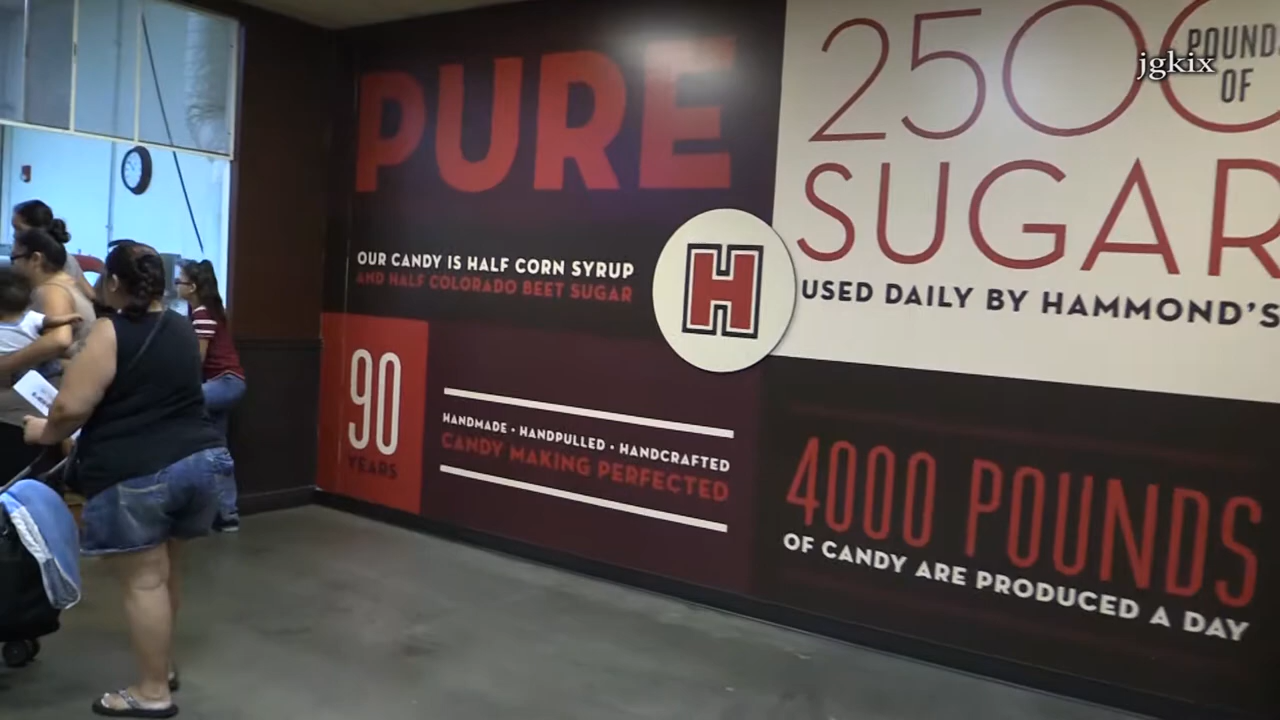 PURE
OUR CANDY IS HALF CORN SYRUP
AND HALF COLORADO BEET SUGAR
90
YEARS
HANDMADE · HANDPULLED · HANDCRAFTED
CANDY MAKING PERFECTED
H
2500
POUND
OF
SUGAR
USED DAILY BY HAMMOND'S
4000 POUNDS
OF CANDY ARE PRODUCED A DAY
jgkix